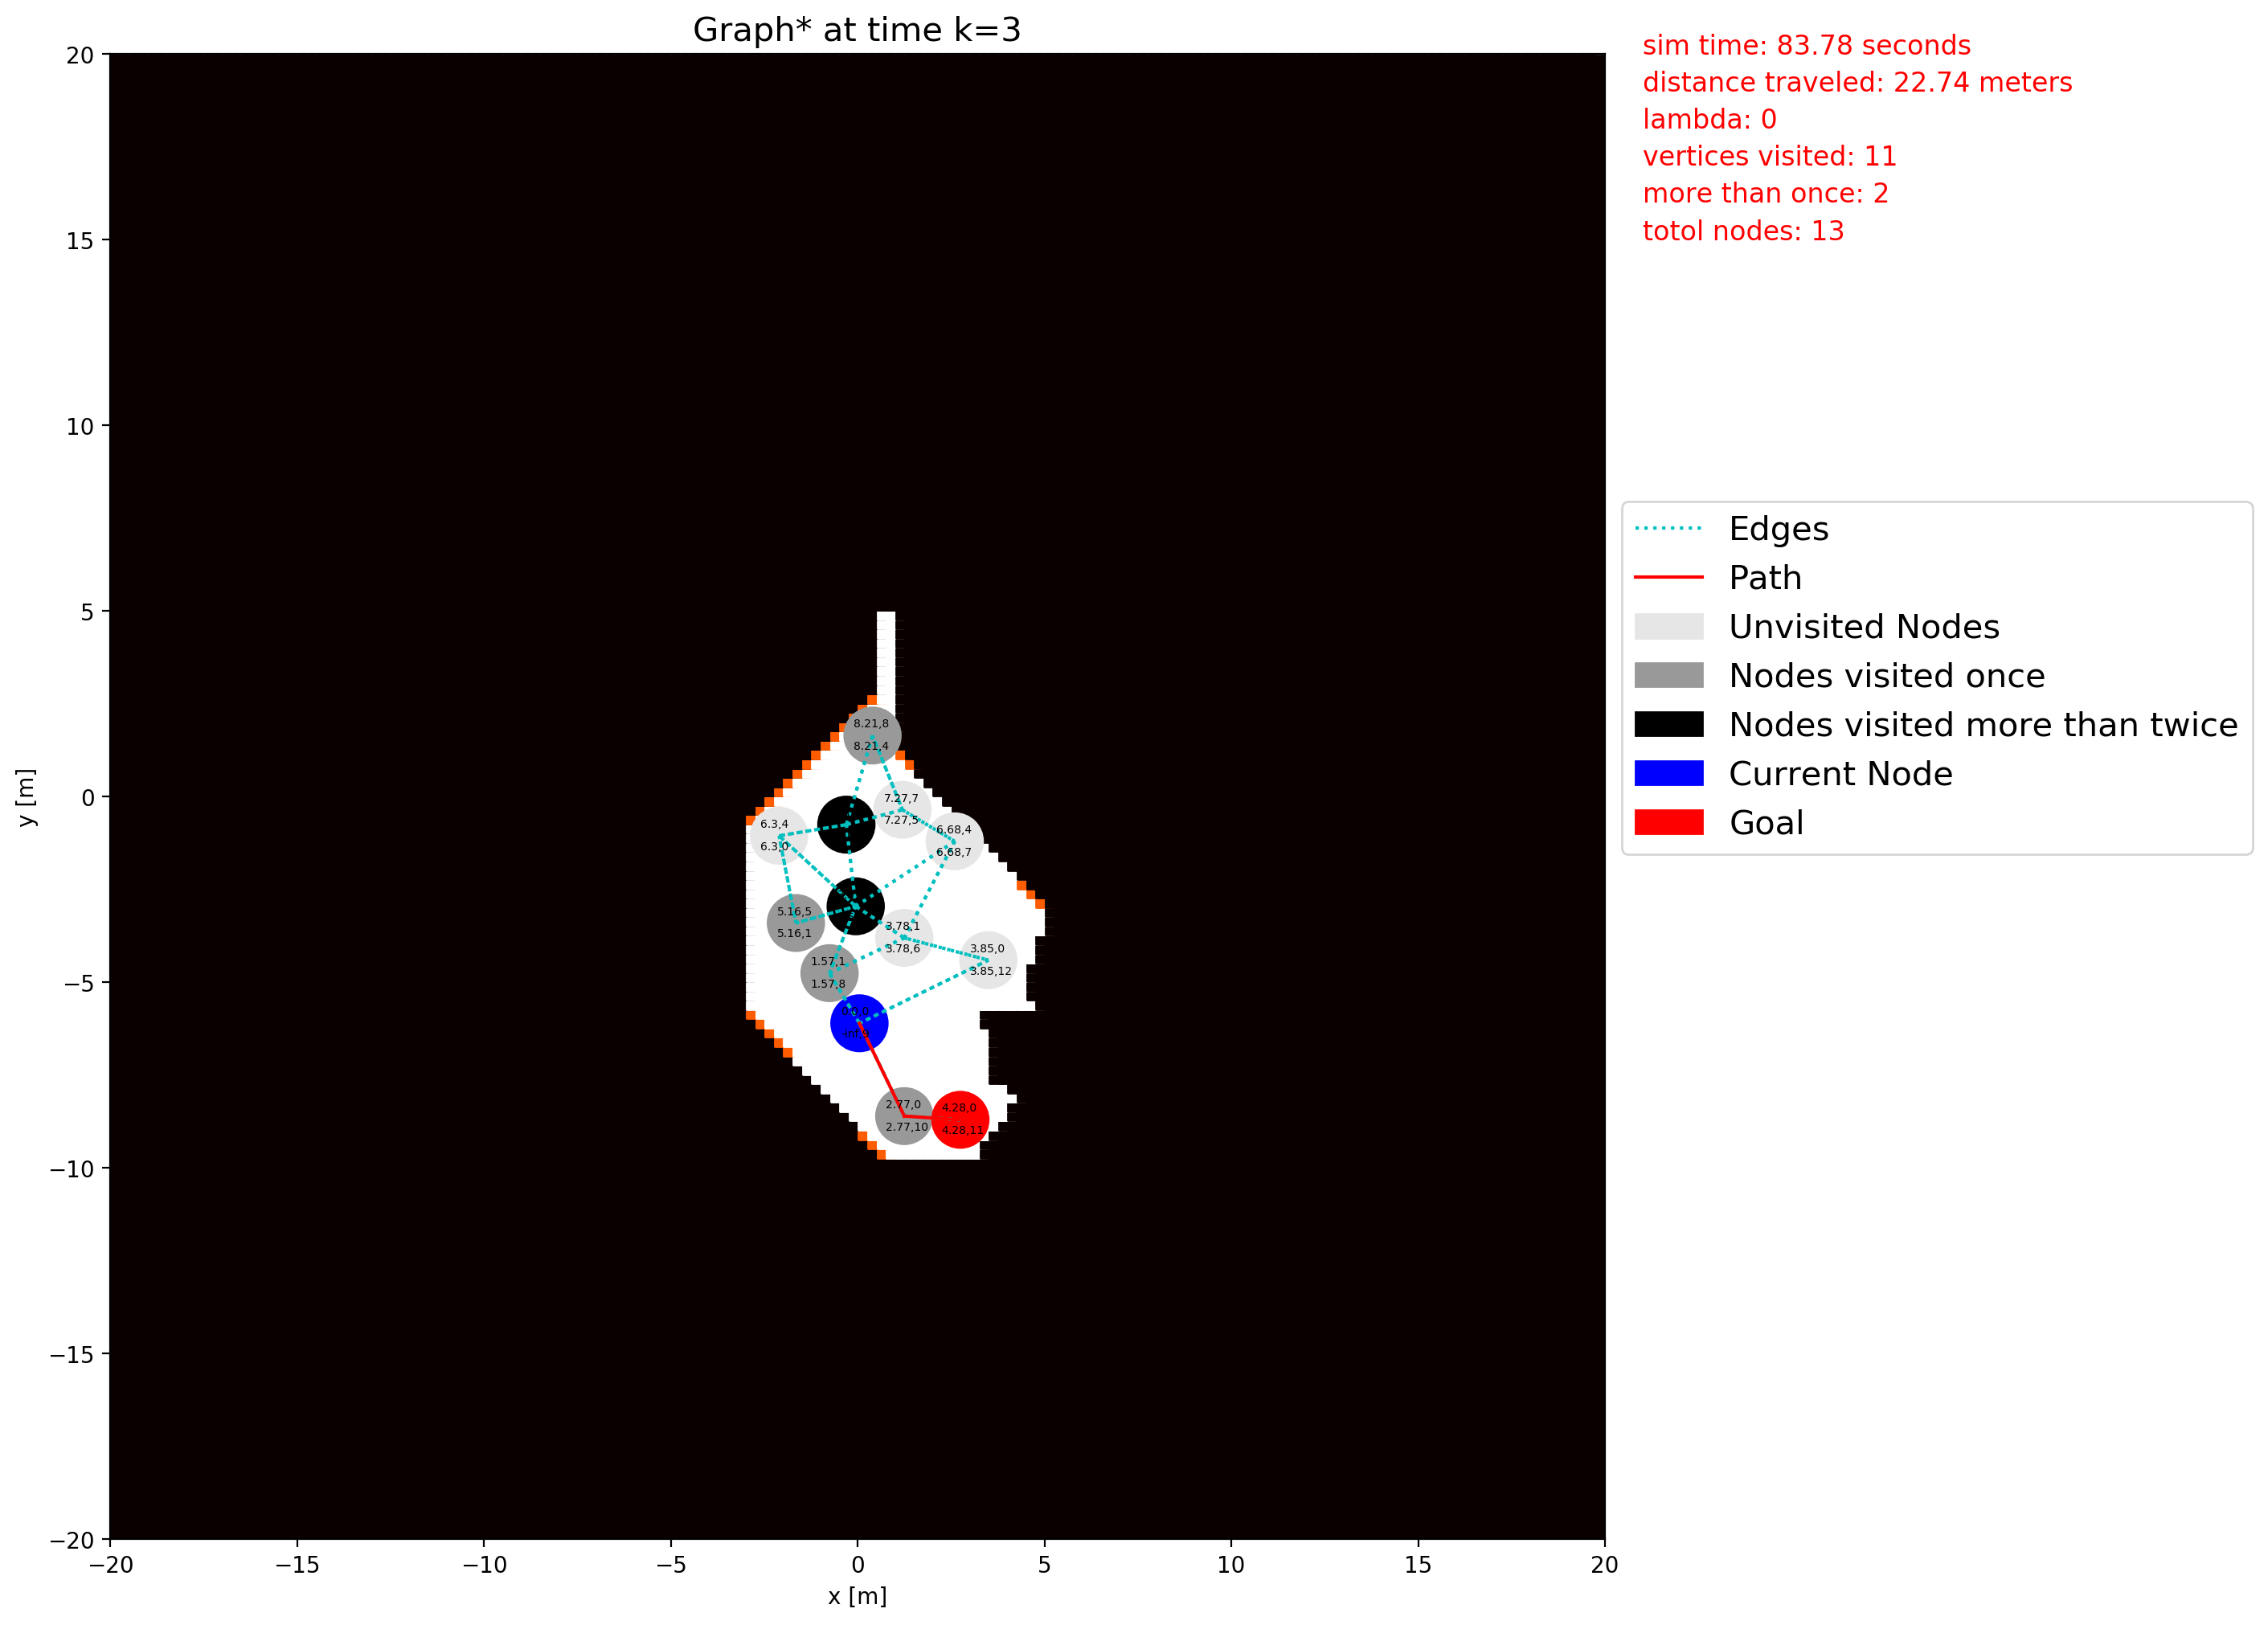 Graph* at time k=3
sim time: 83.78 seconds
distance traveled: 22.74 meters
lambda: 0
vertices visited: 11
more than once: 2
totol nodes: 13
20
15
10
5
0
−5
−10
−15
−20
y [m]
−20
−15
−10
−5
0
5
10
15
20
x [m]
Edges
Path
Unvisited Nodes
Nodes visited once
Nodes visited more than twice
Current Node
Goal
8.21,8
8.21,4
7.27,7
7.27,5
6.3,4
6.3,0
6.68,4
6.68,7
5.16,5
5.16,1
3.78,1
3.78,6
3.85,0
3.85,12
1.57,1
1.57,8
2.77,0
2.77,10
4.28,0
4.28,11